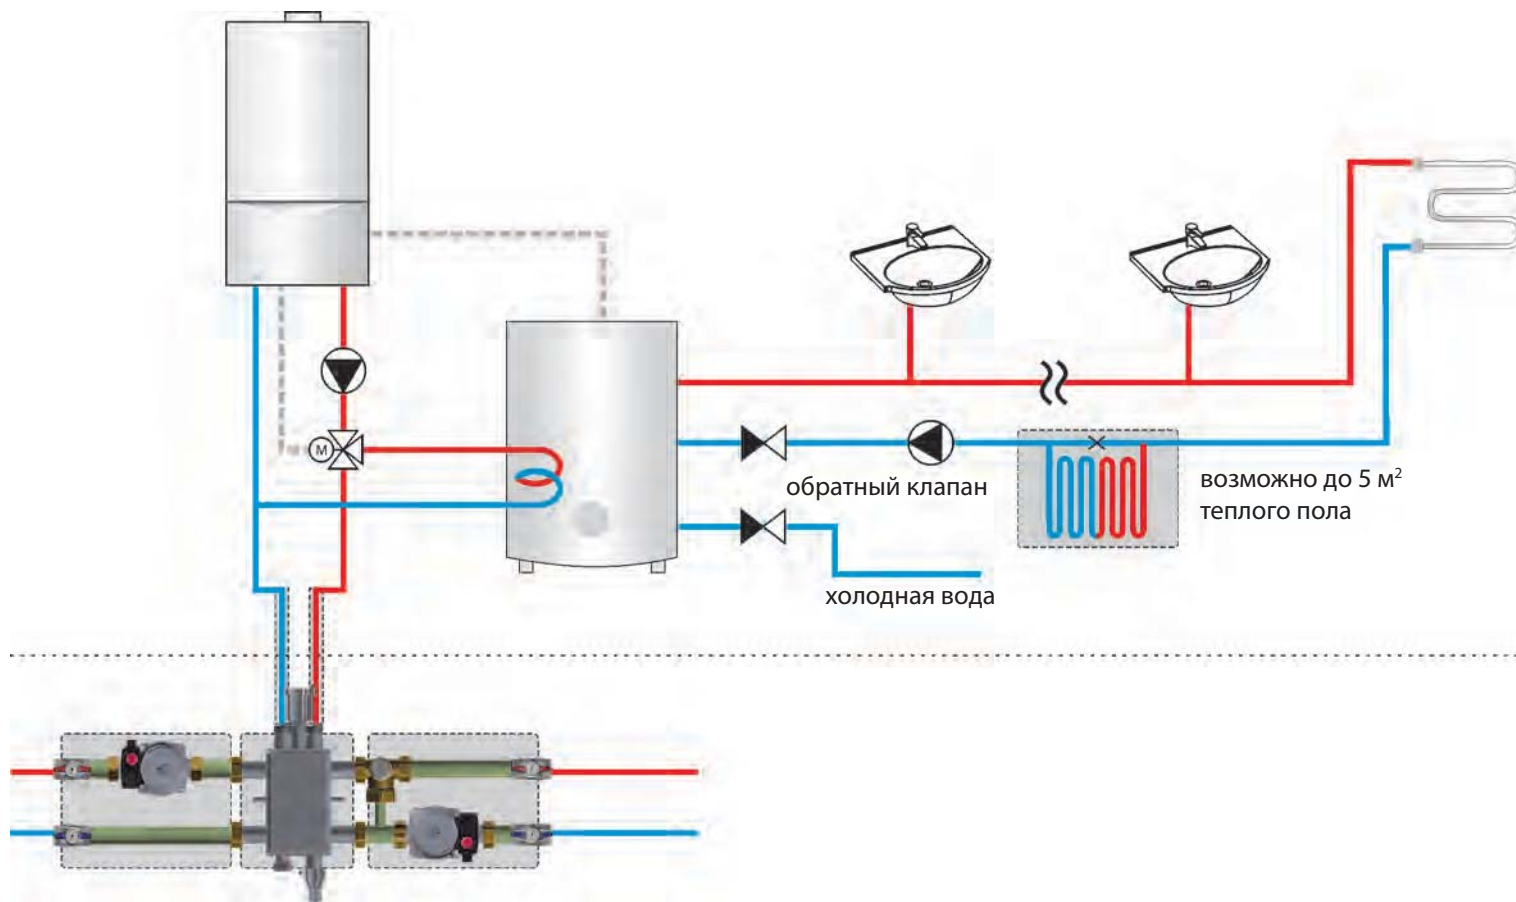 M
обратный клапан
возможно до 5 м²
теплого пола
холодная вода